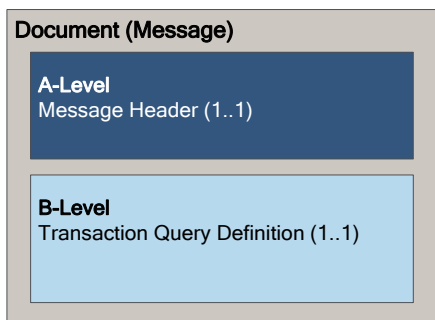 Document (Message)
A-Level
Message Header (1..1)
B-Level
Transaction Query Definition (1..1)